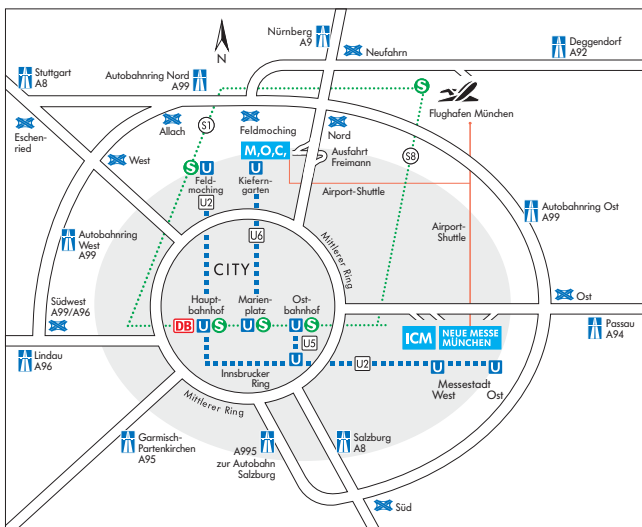 Nürnberg
A9
Deggendorf
A92
Neufahrn
Stuttgart
A8
Autobahnring Nord
A99
S
Flughafen München
Eschen-
ried
Allach
S1
Feldmoching
Nord
West
M,O,C,
Ausfahrt
Freimann
S8
S U
Feld-
moching
U
Kiefern-
garten
Airport-Shuttle
U2
U6
Autobahnring
West
A99
Autobahnring Ost
A99
Mittlerer Ring
Airport-
Shuttle
CITY
Südwest
A99/A96
Haupt-
bahnhof
Marien-
platz
Ost-
bahnhof
Ost
DB U S
U S
U S
ICM
NEUE MESSE
MÜNCHEN
Passau
A94
U5
Lindau
A96
U
U2
U
U
Innsbrucker
Ring
Messestadt
West Ost
Mittlerer Ring
Garmisch-
Partenkirchen
A95
A995
zur Autobahn
Salzburg
Salzburg
A8
Süd